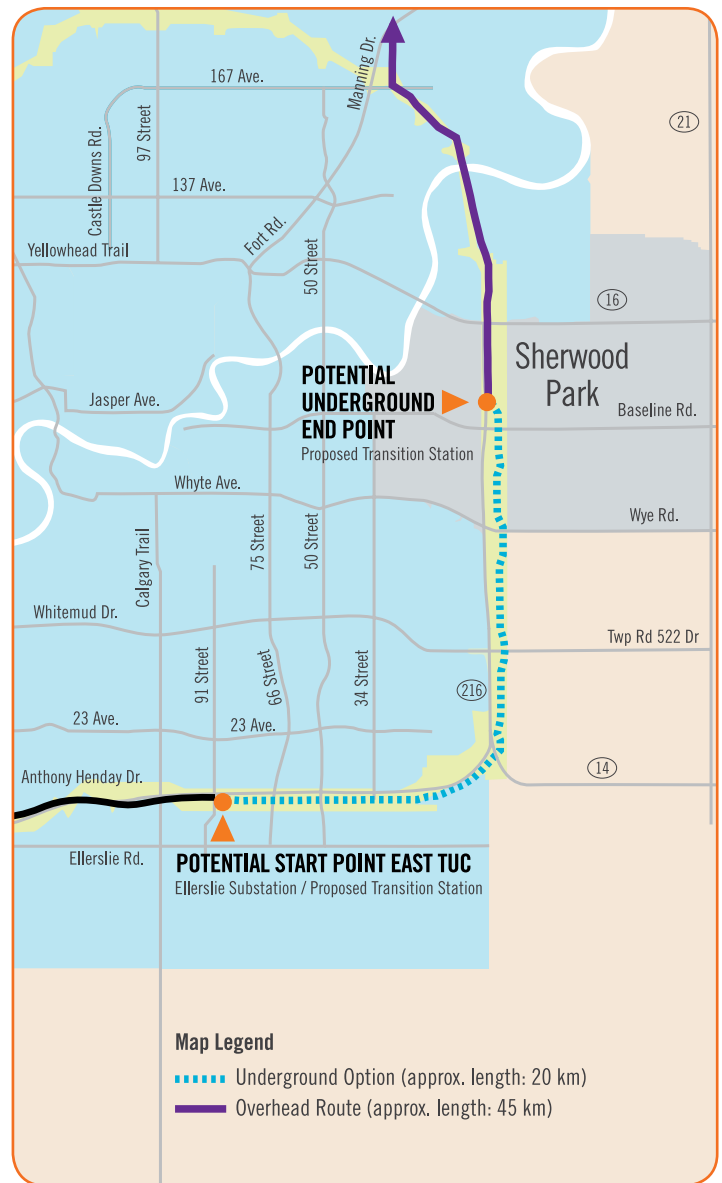 Manning Dr.
167 Ave.
97 Street
Castle Downs Rd.
21
137 Ave.
Fort Rd.
Yellowhead Trail
50 Street
16
Sherwood
Park
POTENTIAL
UNDERGROUND
END POINT
Proposed Transition Station
Jasper Ave.
Baseline Rd.
Whyte Ave.
Wye Rd.
Calgary Trail
75 Street
50 Street
Whitemud Dr.
Twp Rd 522 Dr
91 Street
66 Street
34 Street
216
23 Ave.
23 Ave.
14
Anthony Henday Dr.
Ellerslie Rd.
POTENTIAL START POINT EAST TUC
Ellerslie Substation / Proposed Transition Station
Map Legend
Underground Option (approx. length: 20 km)
Overhead Route (approx. length: 45 km)